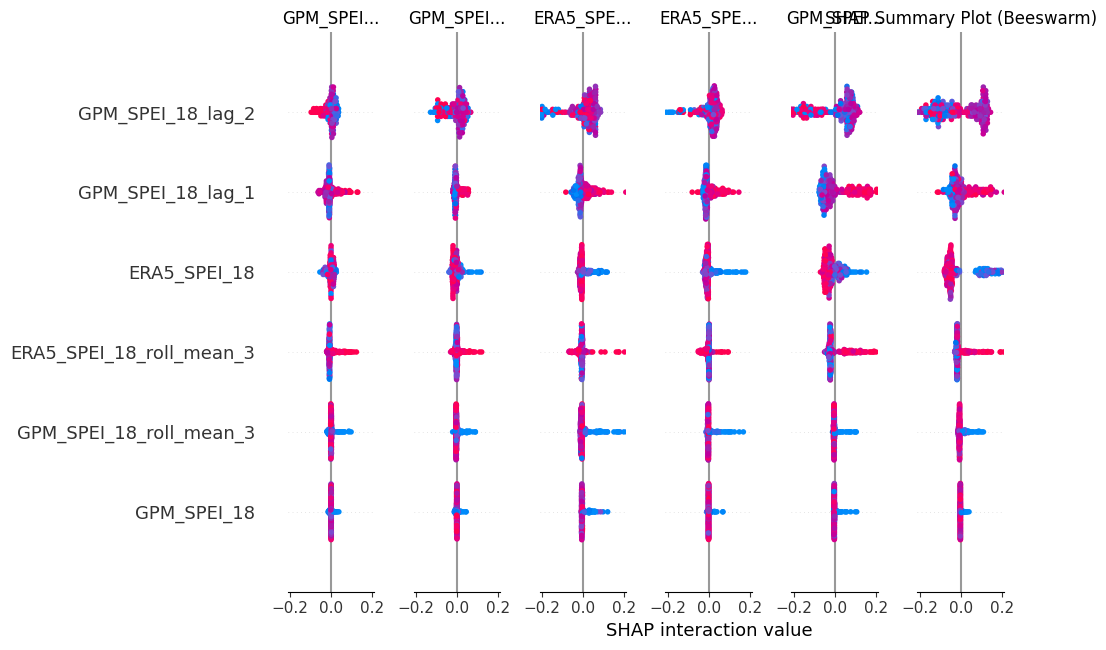 GPM_SPEI... GPM_SPEI... ERA5_SPE... ERA5_SPE... GPM_SPEI... SHAP Summary Plot (Beeswarm)
GPM_SPEI_18_lag_2
GPM_SPEI_18_lag_1
ERA5_SPEI_18
ERA5_SPEI_18_roll_mean_3
GPM_SPEI_18_roll_mean_3
GPM_SPEI_18
−0.2 0.0 0.2 −0.2 0.0 0.2 −0.2 0.0 0.2 −0.2 0.0 0.2 −0.2 0.0 0.2 −0.2 0.0 0.2
SHAP interaction value